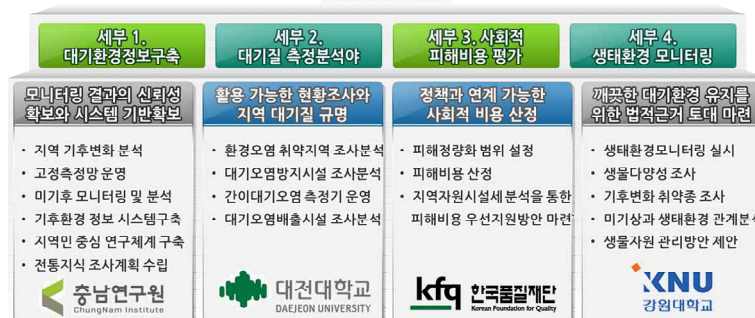 세부 1.
대기환경정보구축
세부 2.
대기질 측정분석야
세부 3. 사회적
피해비용 평가
세부 4.
생태환경 모니터링
모니터링 결과의 신뢰성
확보와 시스템 기반확보
· 지역 기후변화 분석
· 고정측정망 운영
· 미기후 모니터링 및 분석
· 기후환경 정보 시스템구축
· 지역민 중심 연구체계 구축
· 전통지식 조사계획 수립
충남연구원
ChungNam Institute
활용 가능한 현황조사와
지역 대기질 규명
· 환경오염 취약지역 조사분석
· 대기오염방지시설 조사분석
· 간이대기오염 측정기 운영
· 대기오염배출시설 조사분석
대전대학교
DAEJEON UNIVERSITY
정책과 연계 가능한
사회적 비용 산정
· 피해정량화 범위 설정
· 피해비용 산정
· 지역자원시설세분석을 통한
피해비용 우선지원방안 마련
kfq 한국품질재단
Korean Foundation for Quality
깨끗한 대기환경 유지를
위한 법적근거 토대 마련
· 생태환경모니터링 실시
· 생물다양성 조사
· 기후변화 취약종 조사
· 미기상과 생태환경 관계분석
· 생물자원 관리방안 제안
KNU
강원대학교